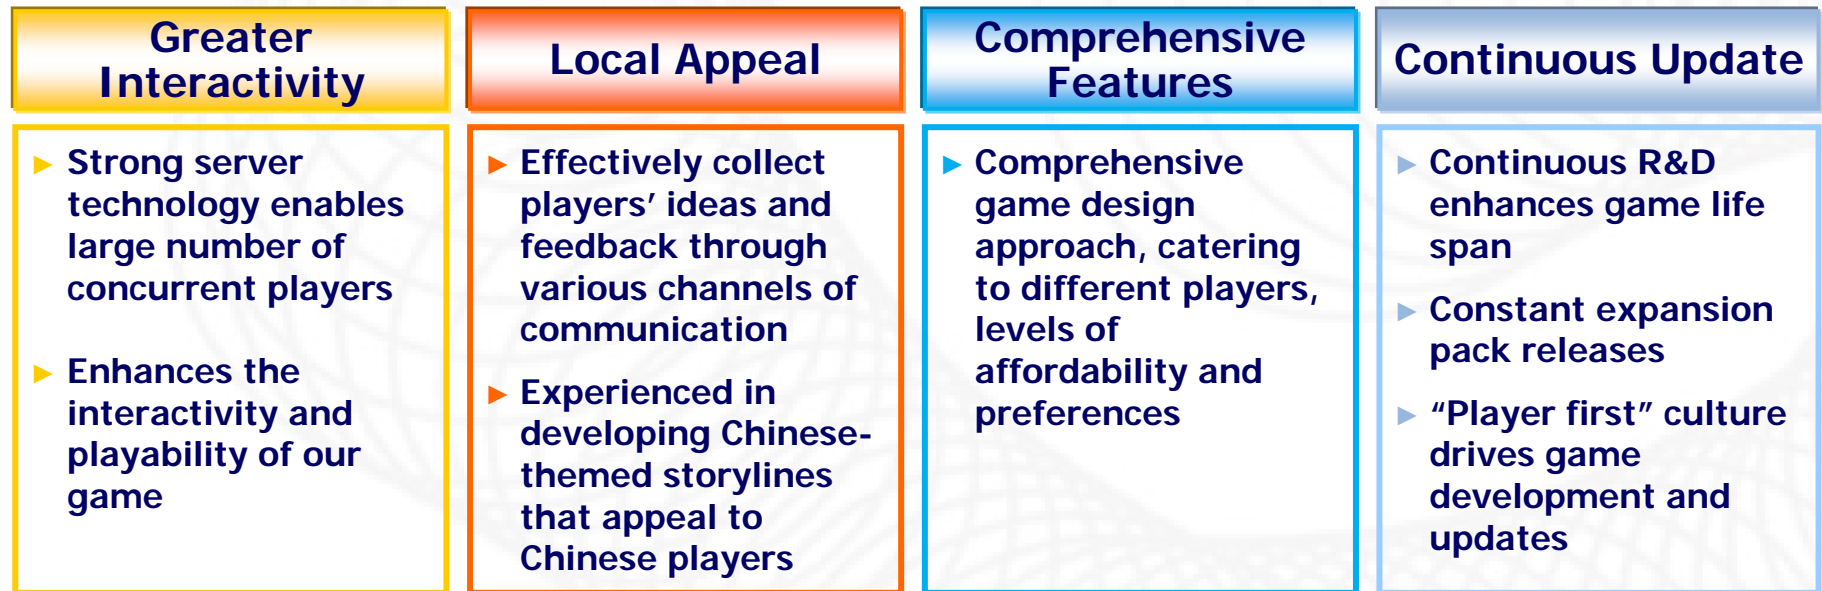 Greater
Interactivity
► Strong server
technology enables
large number of
concurrent players
► Enhances the
interactivity and
playability of our
game
Local Appeal
► Effectively collect
players’ ideas and
feedback through
various channels of
communication
► Experienced in
developing Chinese-
themed storylines
that appeal to
Chinese players
Comprehensive
Features
► Comprehensive
game design
approach, catering
to different players,
levels of
affordability and
preferences
Continuous Update
► Continuous R&D
enhances game life
span
► Constant expansion
pack releases
► “Player first” culture
drives game
development and
updates